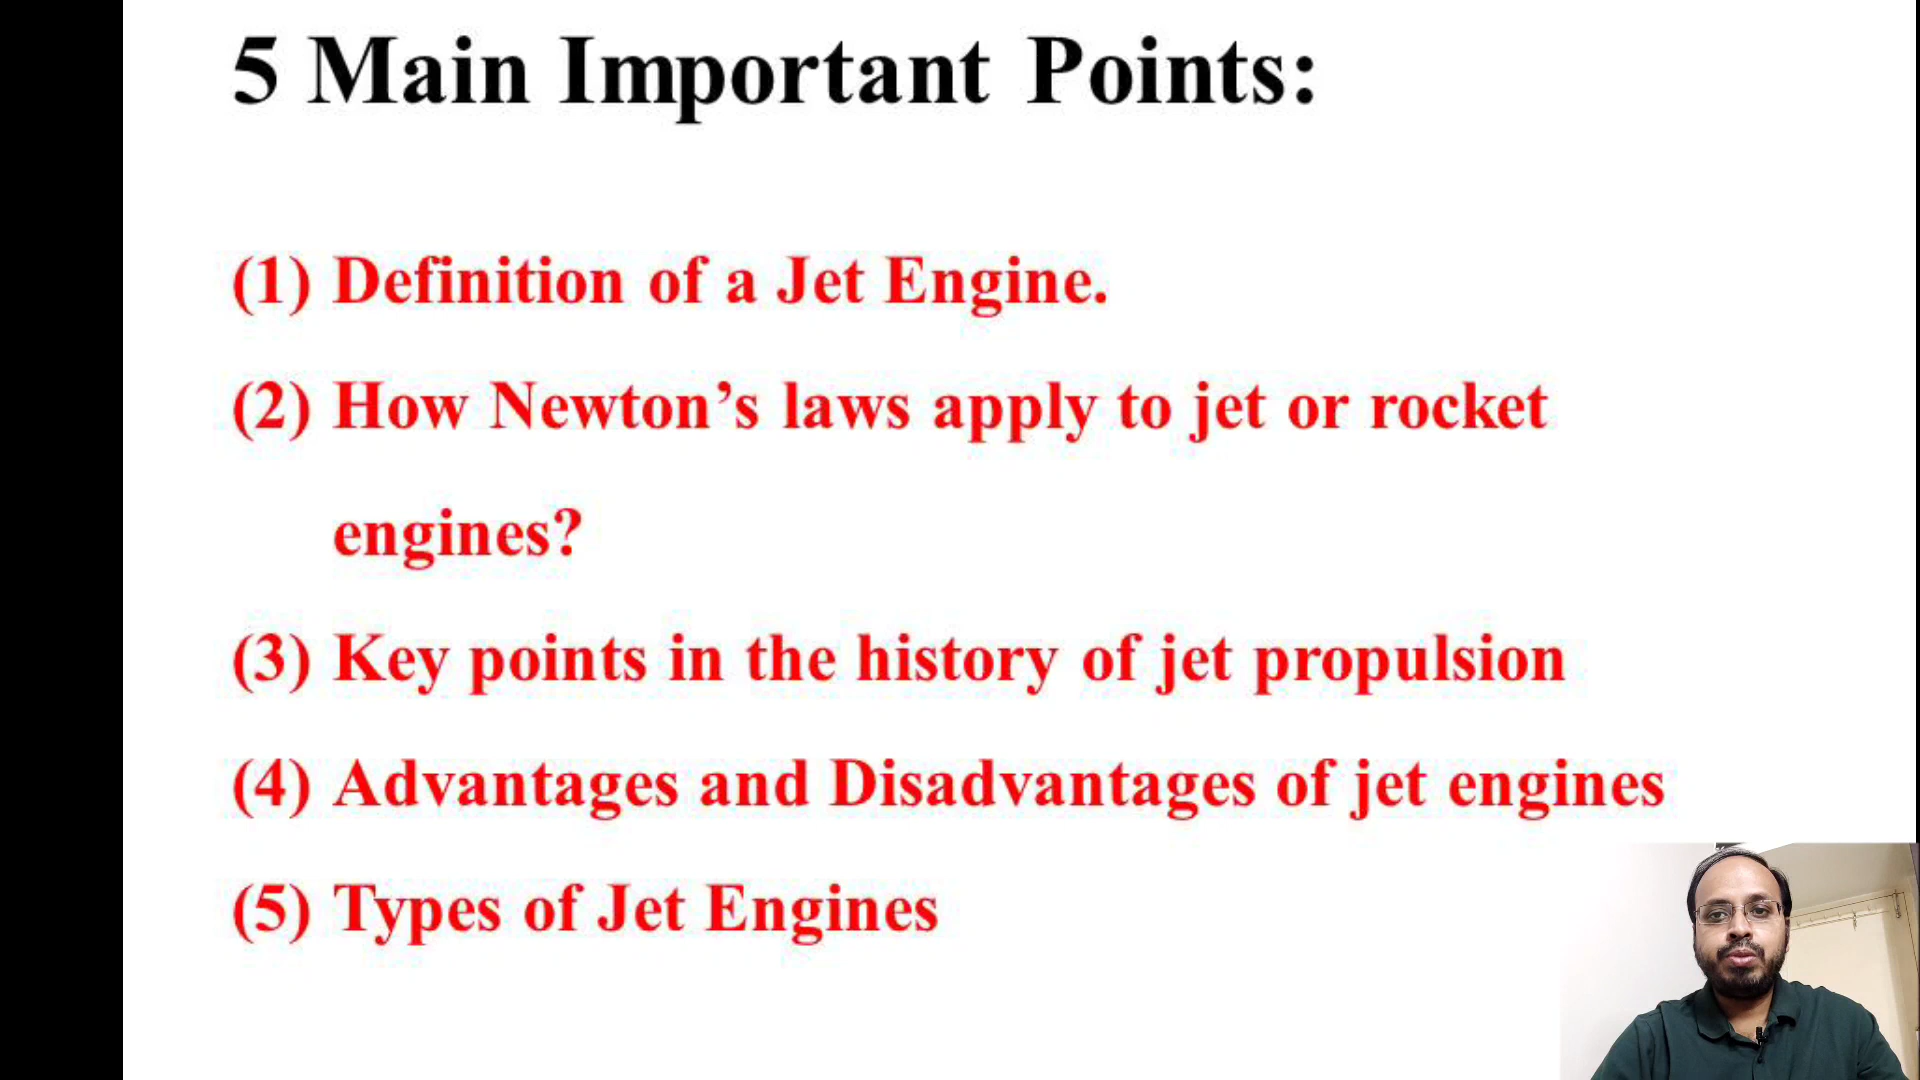 5 Main Important Points:
(1) Definition of a Jet Engine.
(2) How Newton’s laws apply to jet or rocket
engines?
(3) Key points in the history of jet propulsion
(4) Advantages and Disadvantages of jet engines
(5) Types of Jet Engines